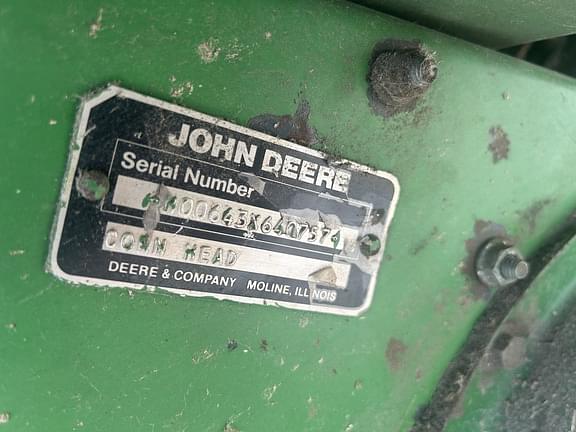 JOHN DEERE
Serial Number
CORN HEAD
DEERE & COMPANY MOLINE, ILLINOIS